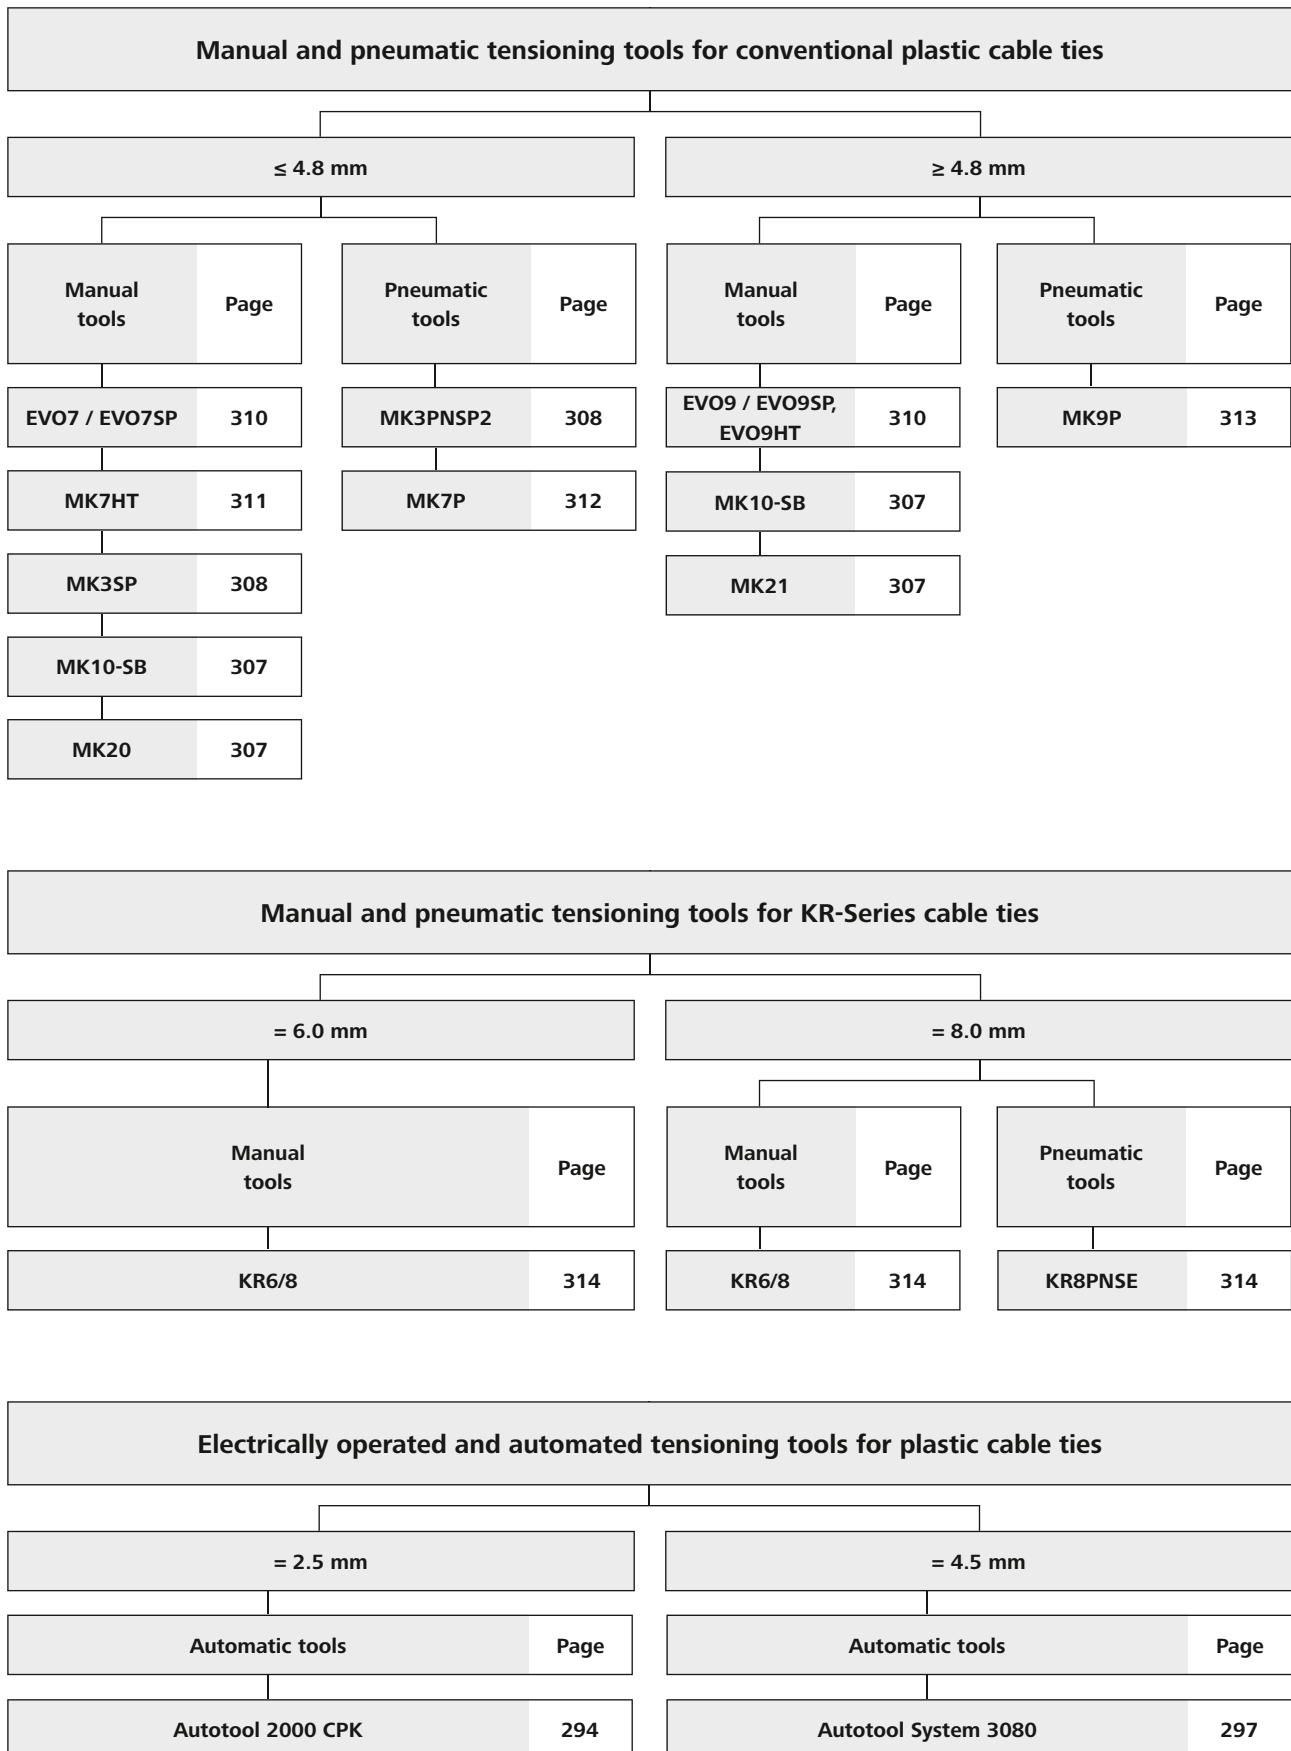 Manual and pneumatic tensioning tools for conventional plastic cable ties
≤ 4.8 mm
≥ 4.8 mm
Manual
tools
Page
Pneumatic
tools
Page
Manual
tools
Page
Pneumatic
tools
Page
EVO7 / EVO7SP 310
MK3PNSP2 308
EVO9 / EVO9SP,
EVO9HT
310
MK9P 313
MK7HT 311
MK7P 312
MK10-SB 307
MK3SP 308
MK21 307
MK10-SB 307
MK20 307
Manual and pneumatic tensioning tools for KR-Series cable ties
= 6.0 mm
= 8.0 mm
Manual
tools
Page
Manual
tools
Page
Pneumatic
tools
Page
KR6/8 314
KR6/8 314
KR8PNSE 314
Electrically operated and automated tensioning tools for plastic cable ties
= 2.5 mm
= 4.5 mm
Automatic tools Page
Automatic tools Page
Autotool 2000 CPK 294
Autotool System 3080 297